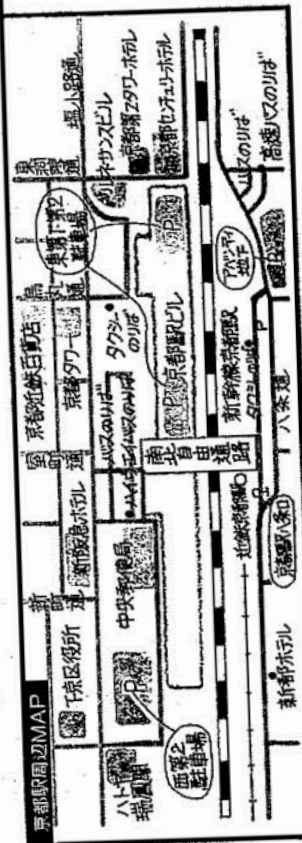 京都駅周辺MAP
下京区役所
新町通
新阪急ホテル
室町通
京都タワー
京都近鉄百貨店
烏丸通
東洞院通
塩小路通
ハトヤ瑞鳳閣
P
西第2駐車場
中央郵便局
バスのりば
タクシーのりば
東第1・第2駐車場
ルネサンスビル
京都第2タワーホテル
京都センチュリーホテル
P
P
京都駅ビル
南北自由通路
近鉄京都駅
新幹線京都駅
タクシーのりば
P
アバンティ地下
バスのりば
高速バスのりば
京都駅八条口
新都ホテル
八条通